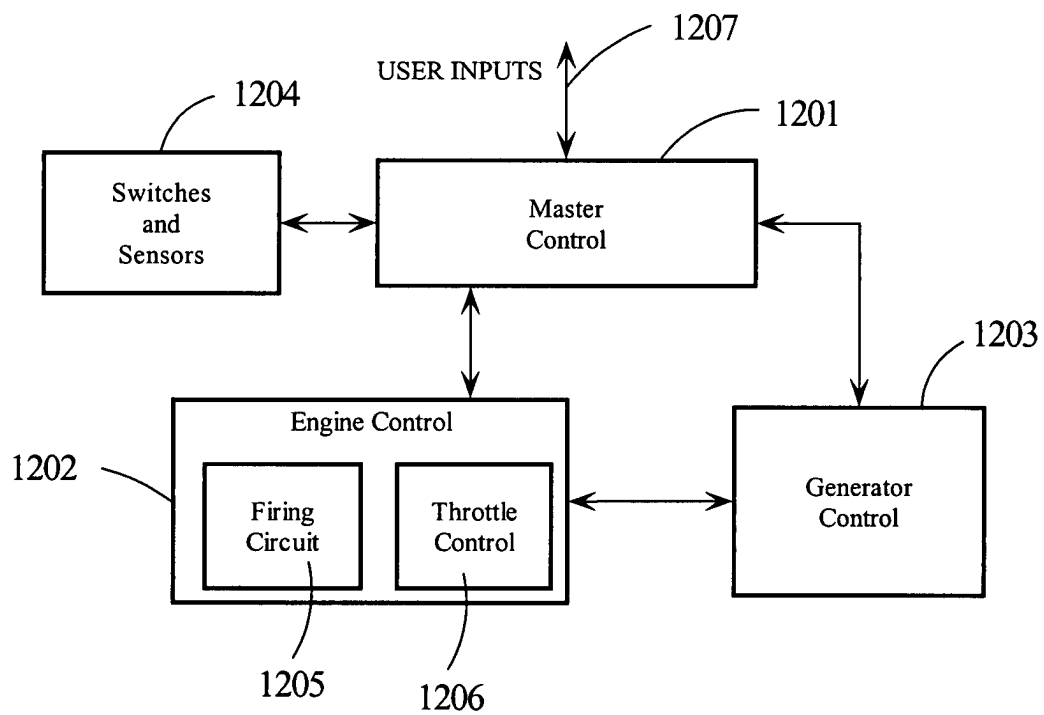 1207
USER INPUTS
1204
1201
Switches
and
Sensors
Master
Control
1203
Engine Control
1202
Firing
Circuit
Throttle
Control
Generator
Control
1205
1206